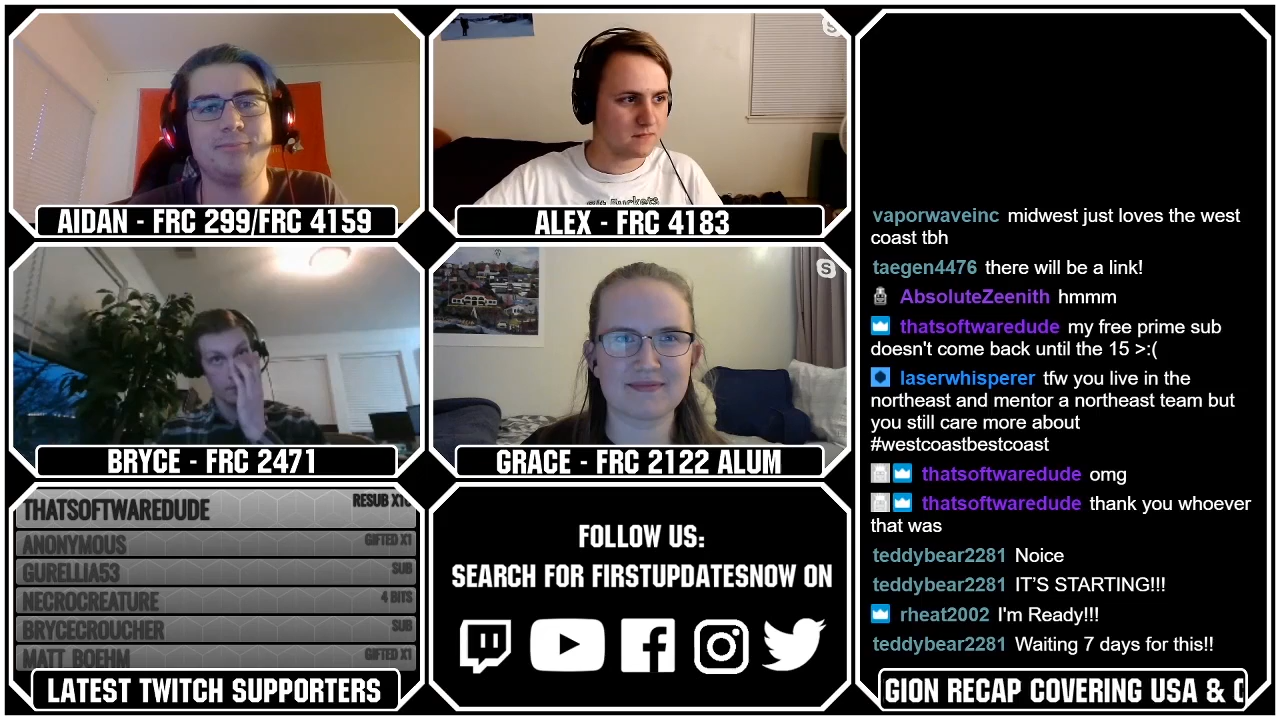 AIDAN - FRC 299/FRC 4159
ALEX - FRC 4183
BRYCE - FRC 2471
GRACE - FRC 2122 ALUM
THATSOFTWAREDUDE RESUB
ANONYMOUS GIFTED X1
GURELLIA53 SUB
NECROCREATURE 4 BITS
BRYCECROUCHER SUB
MATT BOEHM GIFTED X1
LATEST TWITCH SUPPORTERS
FOLLOW US:
SEARCH FOR FIRSTUPDATESNOW ON
vaporwaveinc midwest just loves the west
coast tbh
taegen4476 there will be a link!
AbsoluteZeenith hmmm
thatsoftwaredude my free prime sub
doesn't come back until the 15 >:(
laserwhisperer tfw you live in the
northeast and mentor a northeast team but
you still care more about
#westcoastbestcoast
thatsoftwaredude omg
thatsoftwaredude thank you whoever
that was
teddybear2281 Noice
teddybear2281 IT'S STARTING!!!
rheat2002 I'm Ready!!!
teddybear2281 Waiting 7 days for this!!
GION RECAP COVERING USA &